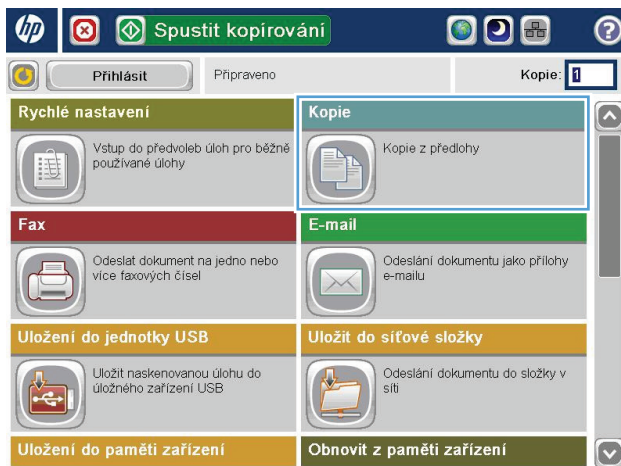 hp
Spustit kopírování
?
Přihlásit
Připraveno
Kopie: 1
Rychlé nastavení
Vstup do předvoleb úloh pro běžně
používané úlohy
Kopie
Kopie z předlohy
Fax
Odeslat dokument na jedno nebo
více faxových čísel
E-mail
Odeslání dokumentu jako přílohy
e-mailu
Uložení do jednotky USB
Uložit naskenovanou úlohu do
úložného zařízení USB
Uložit do síťové složky
Odeslání dokumentu do složky v
síti
Uložení do paměti zařízení
Obnovit z paměti zařízení